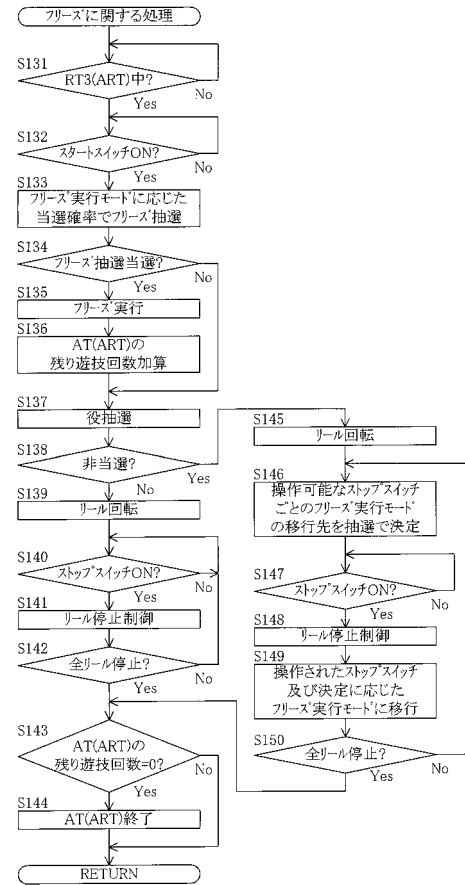 フリーズに関する処理
S131
RT3(ART)中?
No
Yes
S132
スタートスイッチON?
No
Yes
S133
フリーズ実行モードに応じた
当選確率でフリーズ抽選
S134
フリーズ抽選当選?
No
Yes
S135
フリーズ実行
S136
AT(ART)の
残り遊技回数加算
S137
役抽選
S138
非当選?
Yes
No
S139
リール回転
S140
ストップスイッチON?
No
Yes
S141
リール停止制御
S142
全リール停止?
No
Yes
S143
AT(ART)の
残り遊技回数=0?
No
Yes
S144
AT(ART)終了
RETURN
S145
リール回転
S146
操作可能なストップスイッチ
ごとのフリーズ実行モード
の移行先を抽選で決定
S147
ストップスイッチON?
No
Yes
S148
リール停止制御
S149
操作されたストップスイッチ
及び決定に応じた
フリーズ実行モードに移行
S150
全リール停止?
Yes
No